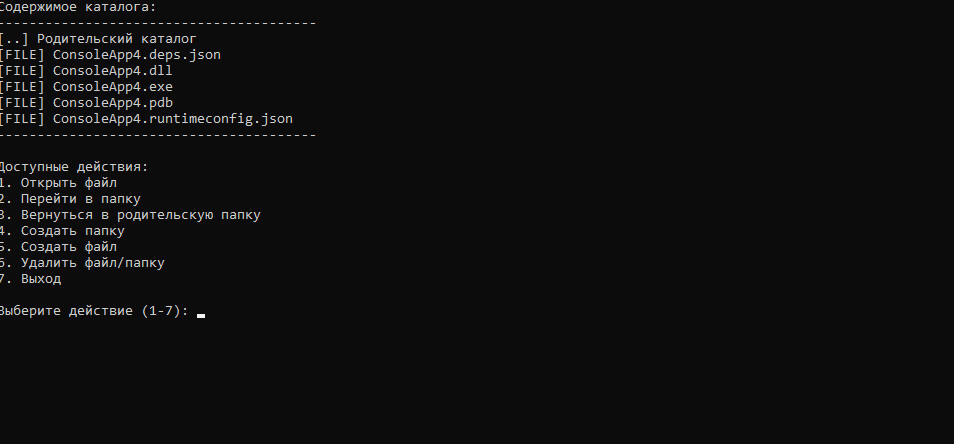 Содержимое каталога:
----------------------------------------
[..] Родительский каталог
[FILE] ConsoleApp4.deps.json
[FILE] ConsoleApp4.dll
[FILE] ConsoleApp4.exe
[FILE] ConsoleApp4.pdb
[FILE] ConsoleApp4.runtimeconfig.json
----------------------------------------
Доступные действия:
1. Открыть файл
2. Перейти в папку
3. Вернуться в родительскую папку
4. Создать папку
5. Создать файл
6. Удалить файл/папку
7. Выход
Выберите действие (1-7):